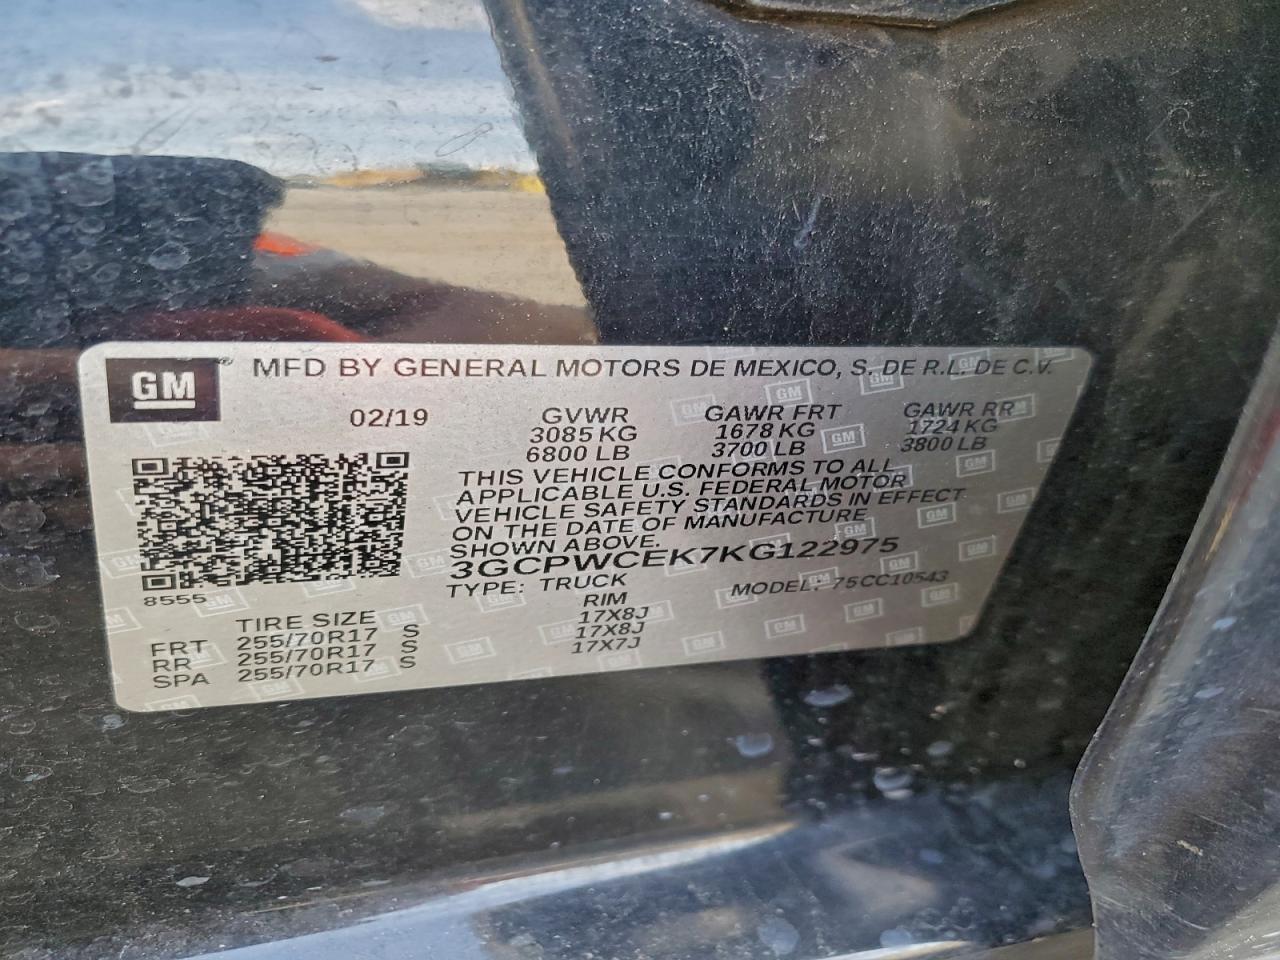 GM® MFD BY GENERAL MOTORS DE MEXICO, S. DE R.L. DE C.V.
02/19 GVWR GAWR FRT GAWR RR
3085 KG 1678 KG 1724 KG
6800 LB 3700 LB 3800 LB
THIS VEHICLE CONFORMS TO ALL
APPLICABLE U.S. FEDERAL MOTOR
VEHICLE SAFETY STANDARDS IN EFFECT
ON THE DATE OF MANUFACTURE
SHOWN ABOVE.
3GCPWCEK7KG122975
TYPE: TRUCK MODEL: 75CC10543
8555
TIRE SIZE RIM
FRT 255/70R17 S 17X8J
RR 255/70R17 S 17X8J
SPA 255/70R17 S 17X7J